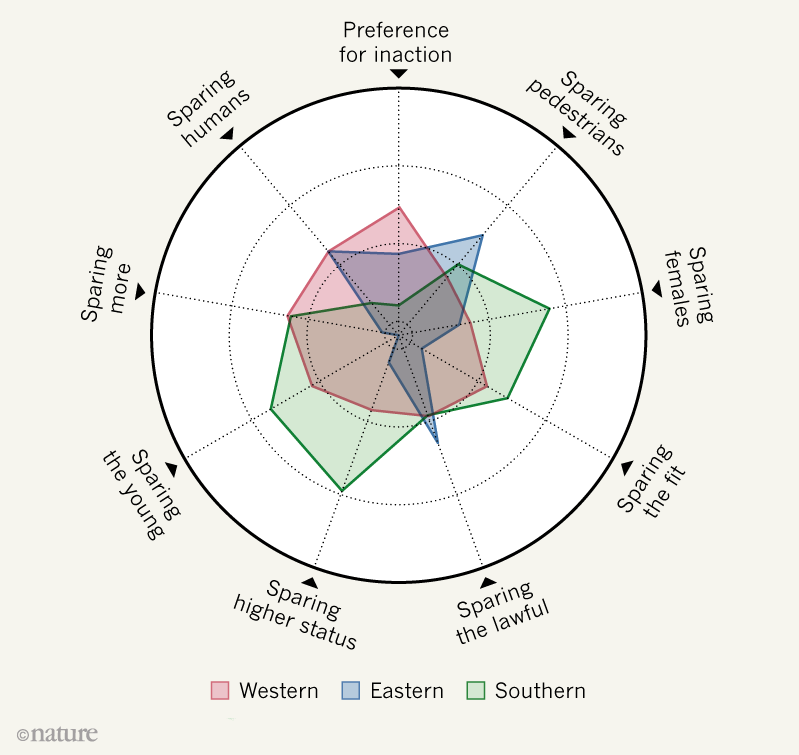 Preference
for inaction
Sparing
pedestrians
Sparing
females
Sparing
the fit
Sparing
the lawful
Sparing
higher status
Sparing
the young
Sparing
more
Sparing
humans
Western Eastern Southern
©nature